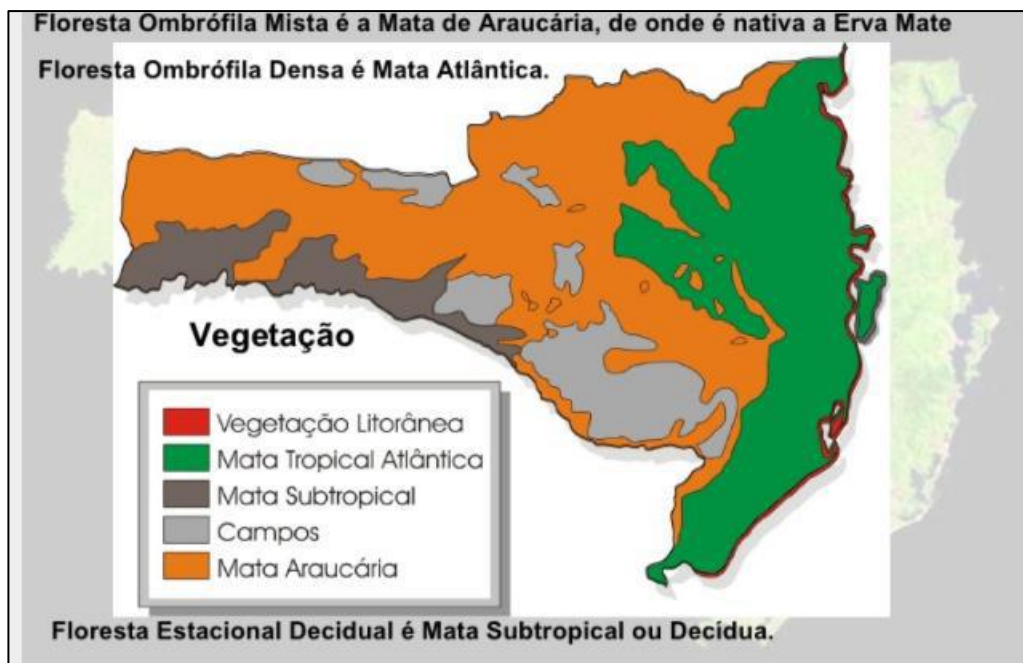 Floresta Ombrófila Mista é a Mata de Araucária, de onde é nativa a Erva Mate
Floresta Ombrófila Densa é Mata Atlântica.
Vegetação
Vegetação Litorânea
Mata Tropical Atlântica
Mata Subtropical
Campos
Mata Araucária
Floresta Estacional Decidual é Mata Subtropical ou Decídua.